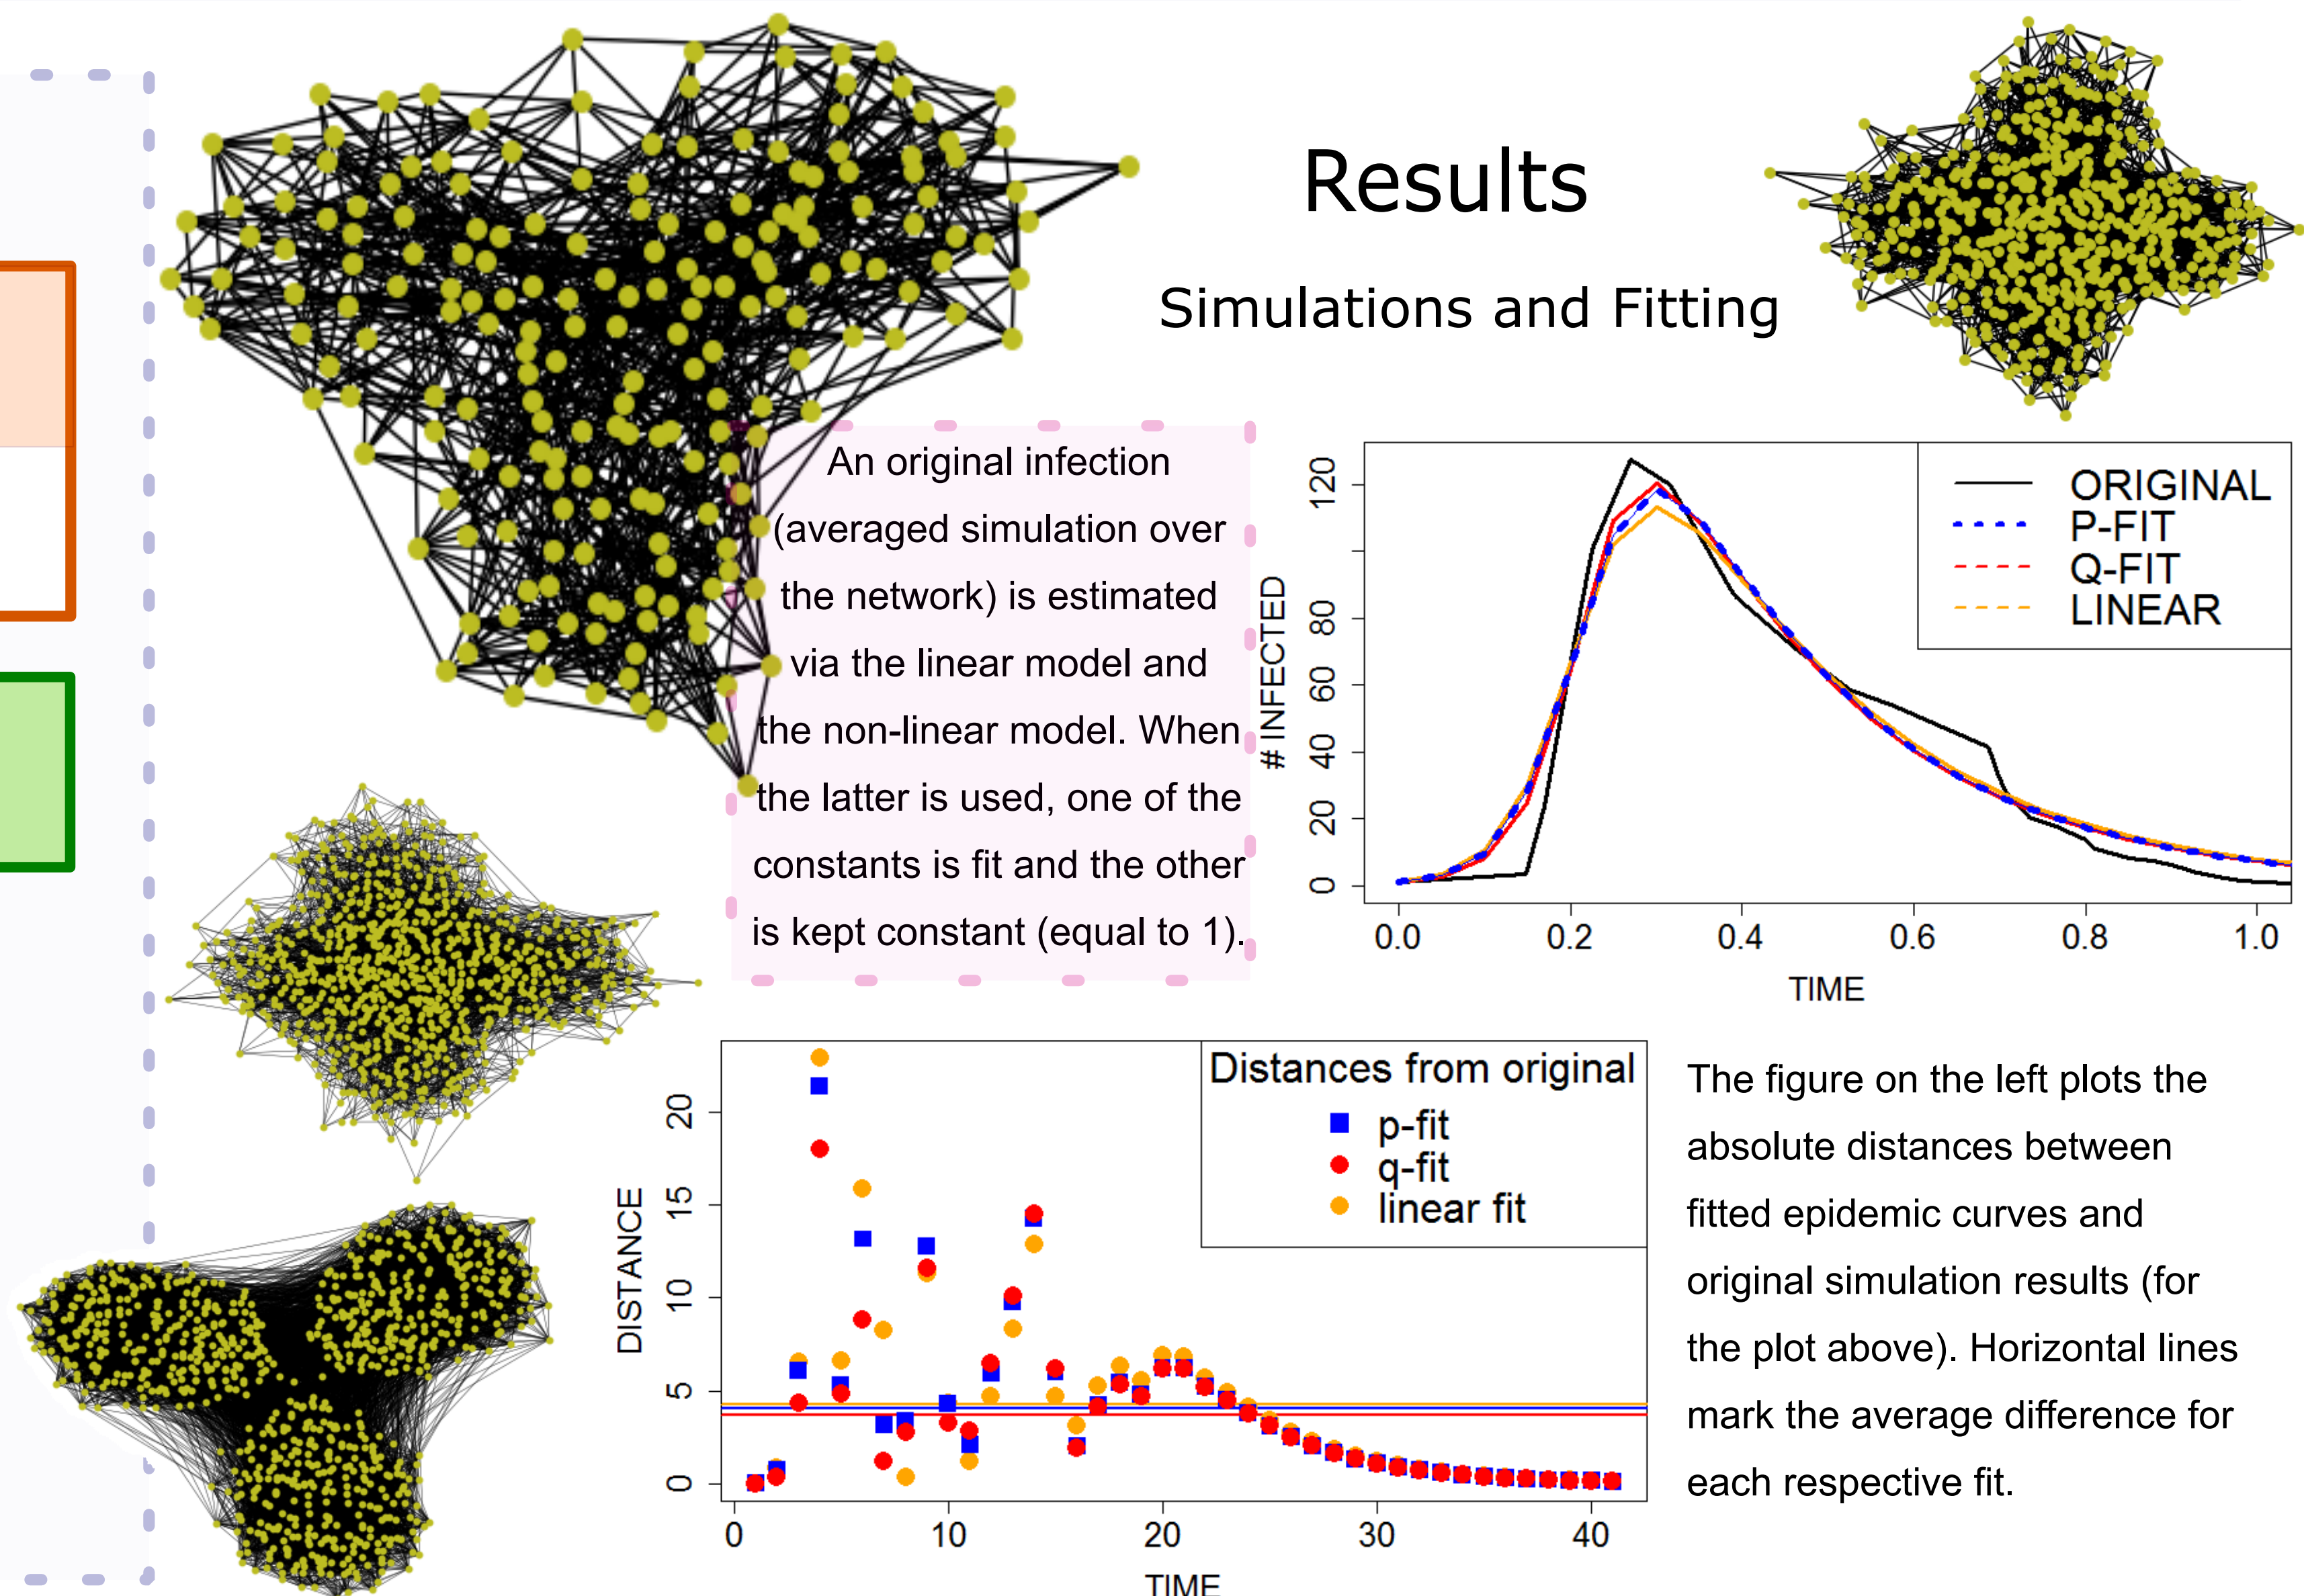 Results
Simulations and Fitting
An original infection
(averaged simulation over
the network) is estimated
via the linear model and
the non-linear model. When
the latter is used, one of the
constants is fit and the other
is kept constant (equal to 1).
# INFECTED
120
80
60
40
20
0
ORIGINAL
P-FIT
Q-FIT
LINEAR
0.0 0.2 0.4 0.6 0.8 1.0
TIME
DISTANCE
20
15
10
5
0
Distances from original
p-fit
q-fit
linear fit
0 10 20 30 40
TIME
The figure on the left plots the
absolute distances between
fitted epidemic curves and
original simulation results (for
the plot above). Horizontal lines
mark the average difference for
each respective fit.